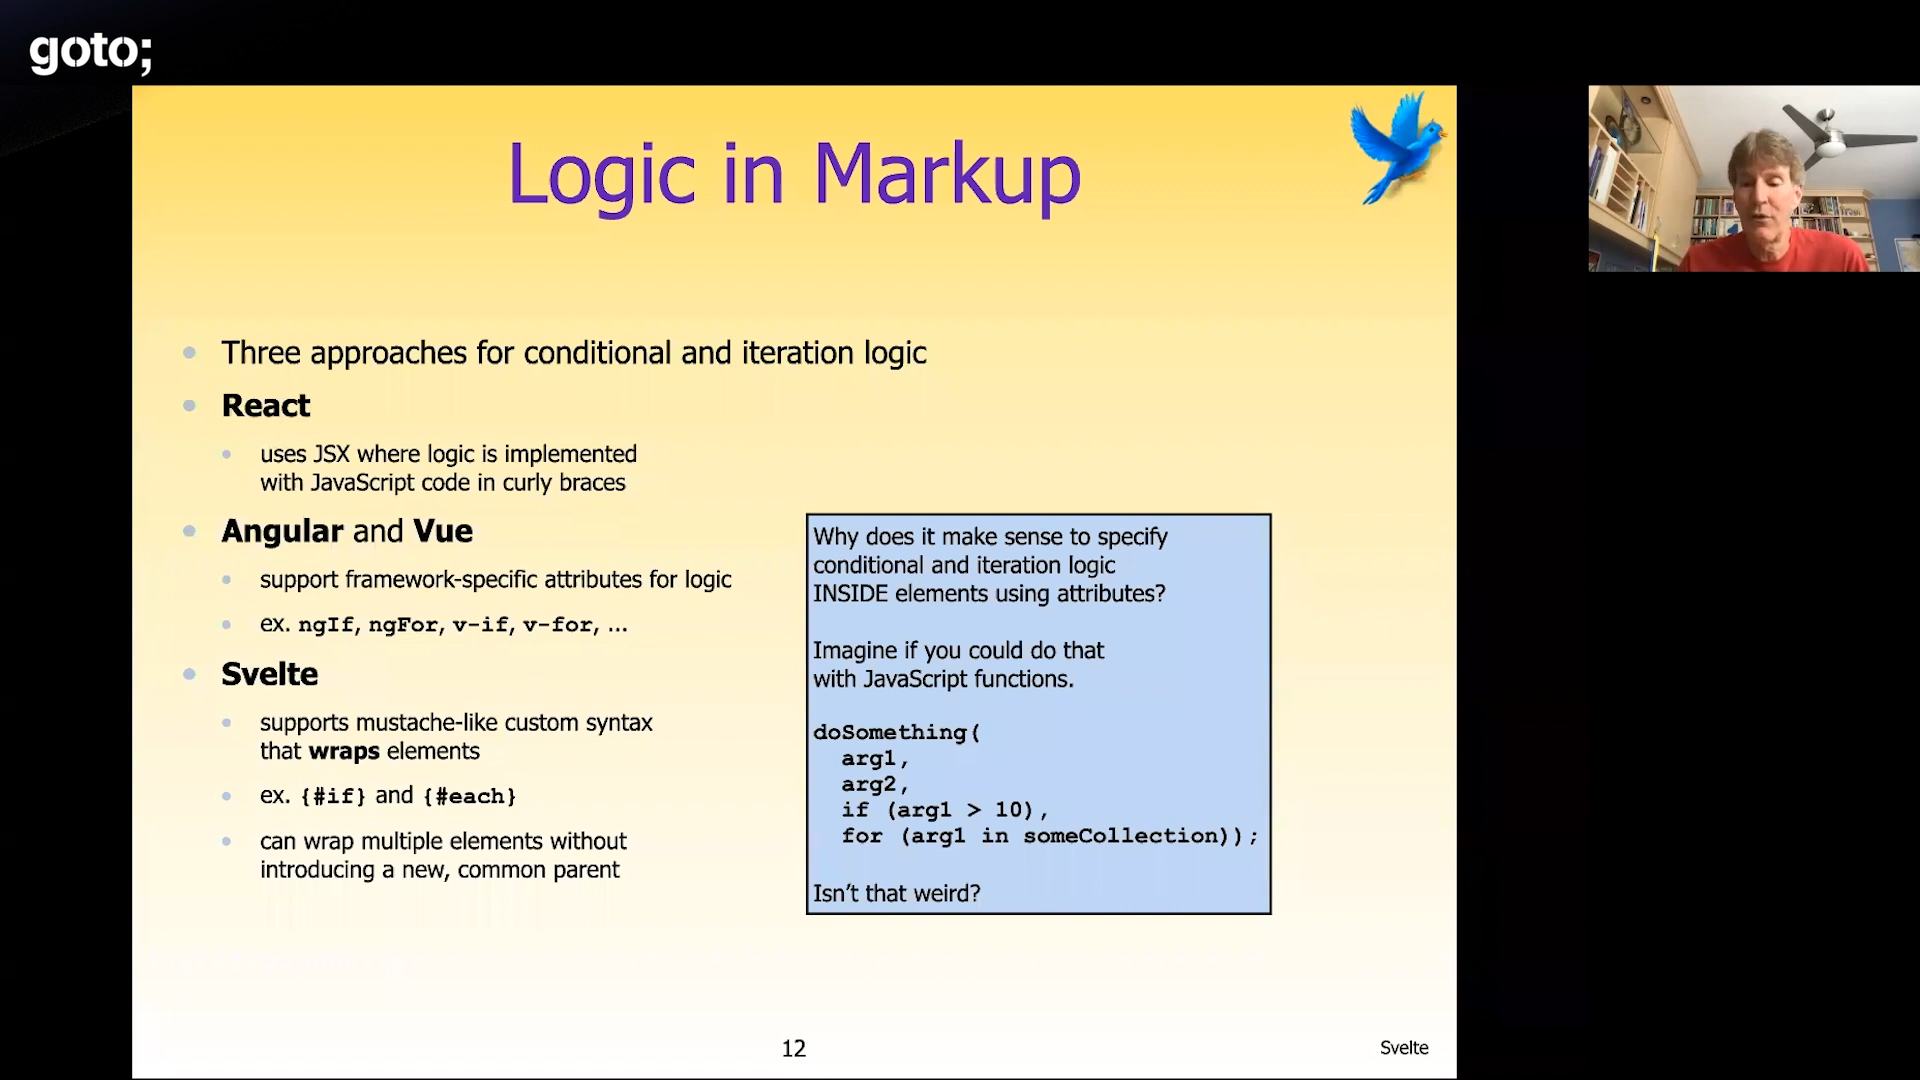 goto;
Logic in Markup
Three approaches for conditional and iteration logic
React
uses JSX where logic is implemented
with JavaScript code in curly braces
Angular and Vue
support framework-specific attributes for logic
ex. ngIf, ngFor, v-if, v-for, ...
Svelte
supports mustache-like custom syntax
that wraps elements
ex. {#if} and {#each}
can wrap multiple elements without
introducing a new, common parent
Why does it make sense to specify
conditional and iteration logic
INSIDE elements using attributes?
Imagine if you could do that
with JavaScript functions.
doSomething(
  arg1,
  arg2,
  if (arg1 > 10),
  for (arg1 in someCollection));
Isn't that weird?
12
Svelte